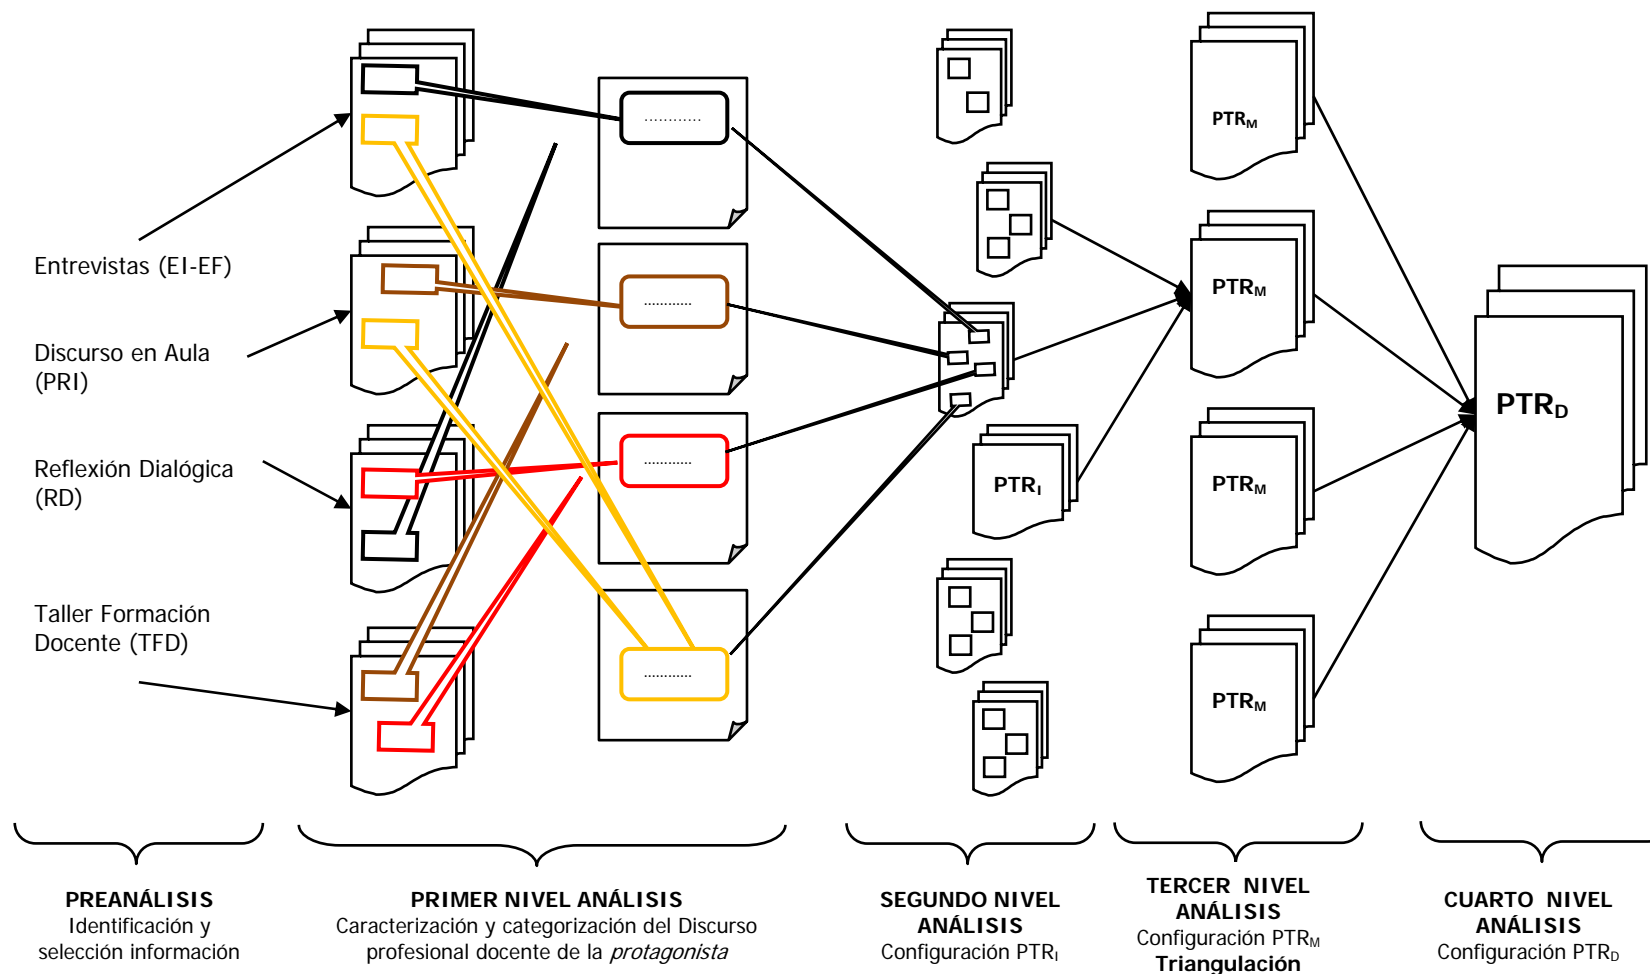 Entrevistas (EI-EF)
Discurso en Aula
(PRI)
Reflexión Dialógica
(RD)
Taller Formación
Docente (TFD)
............
............
............
............
PTRI
PTRM
PTRM
PTRM
PTRM
PTRD
PREANÁLISIS
Identificación y
selección información
PRIMER NIVEL ANÁLISIS
Caracterización y categorización del Discurso
profesional docente de la protagonista
SEGUNDO NIVEL
ANÁLISIS
Configuración PTRI
TERCER NIVEL
ANÁLISIS
Configuración PTRM
Triangulación
CUARTO NIVEL
ANÁLISIS
Configuración PTRD